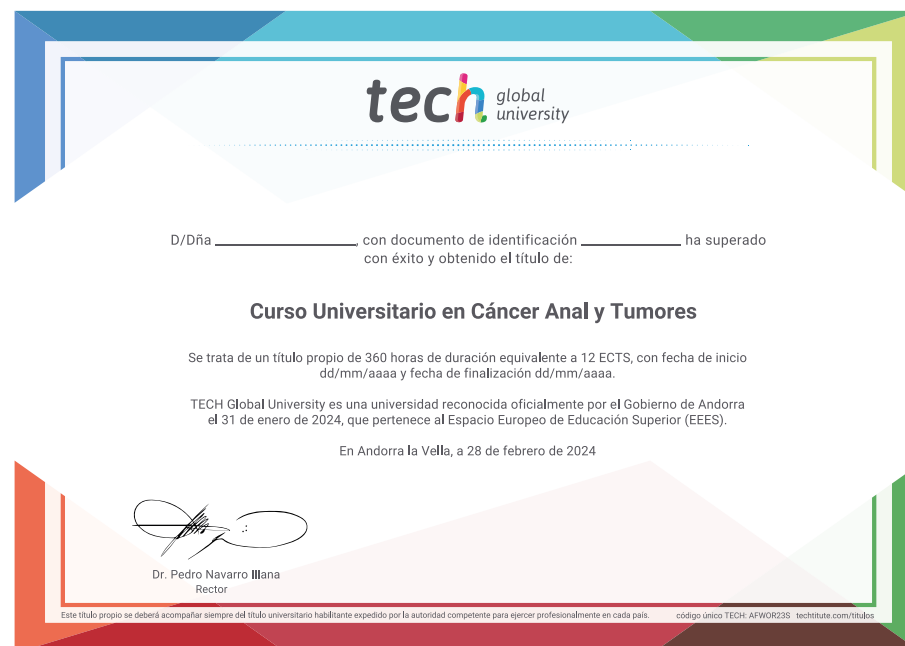 tech global university
D/Dña ______________, con documento de identificación __________ ha superado
con éxito y obtenido el título de:
Curso Universitario en Cáncer Anal y Tumores
Se trata de un título propio de 360 horas de duración equivalente a 12 ECTS, con fecha de inicio
dd/mm/aaaa y fecha de finalización dd/mm/aaaa.
TECH Global University es una universidad reconocida oficialmente por el Gobierno de Andorra
el 31 de enero de 2024, que pertenece al Espacio Europeo de Educación Superior (EEES).
En Andorra la Vella, a 28 de febrero de 2024
Dr. Pedro Navarro Illana
Rector
Este título propio se deberá acompañar siempre del título universitario habilitante expedido por la autoridad competente para ejercer profesionalmente en cada país. código único TECH: AFWOR23S techtitute.com/titulos